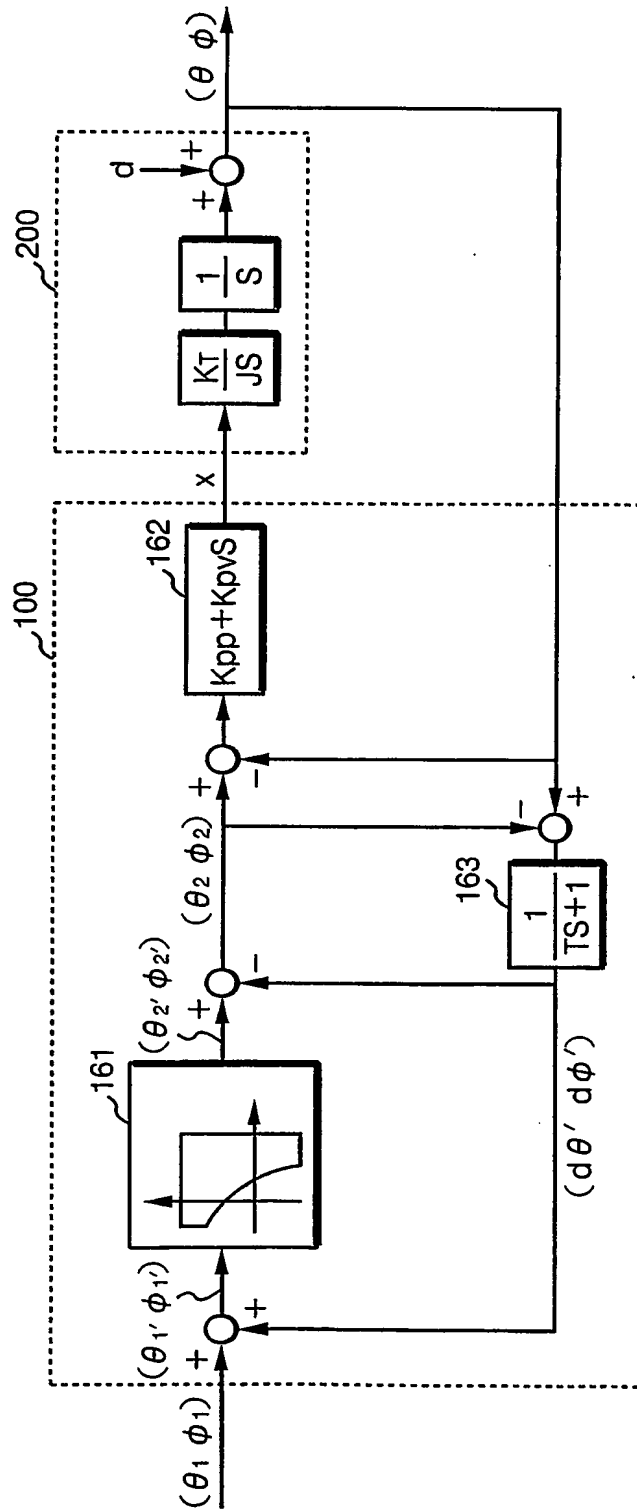 100
200
(θ1 φ1)
+
+
(θ1' φ1')
161
(θ2' φ2')
+
−
(θ2 φ2)
+
−
162
Kpp+KpvS
x
KT
JS
1
S
d
+
+
(θ φ)
−
+
163
1
TS+1
(dθ' dφ')